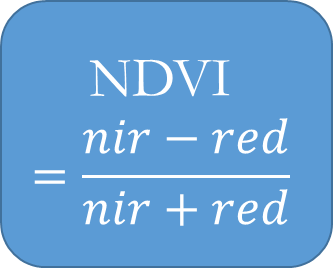 NDVI
= nir − red
nir + red